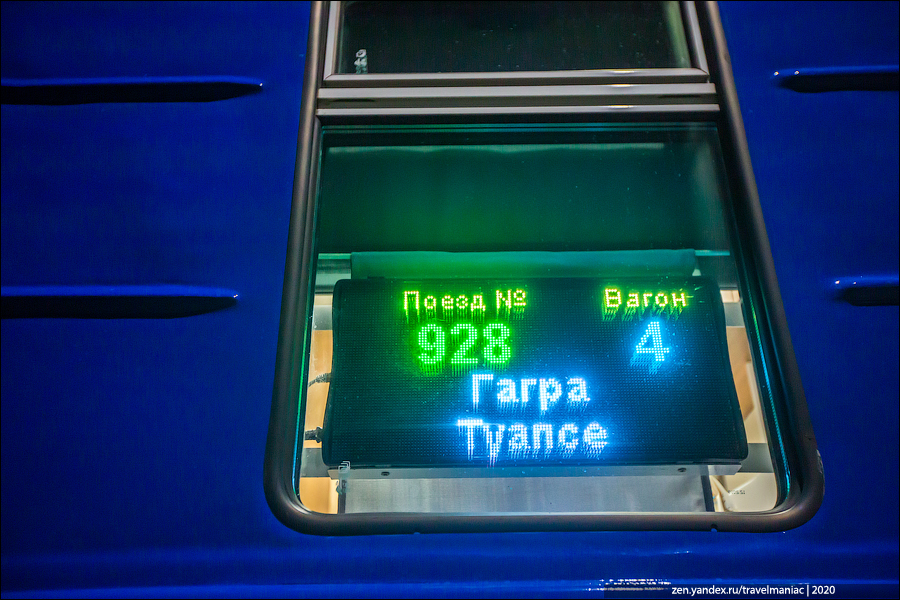 Поезд № Вагон
928 4
Гагра
Туапсе
zen.yandex.ru/travelmaniac | 2020